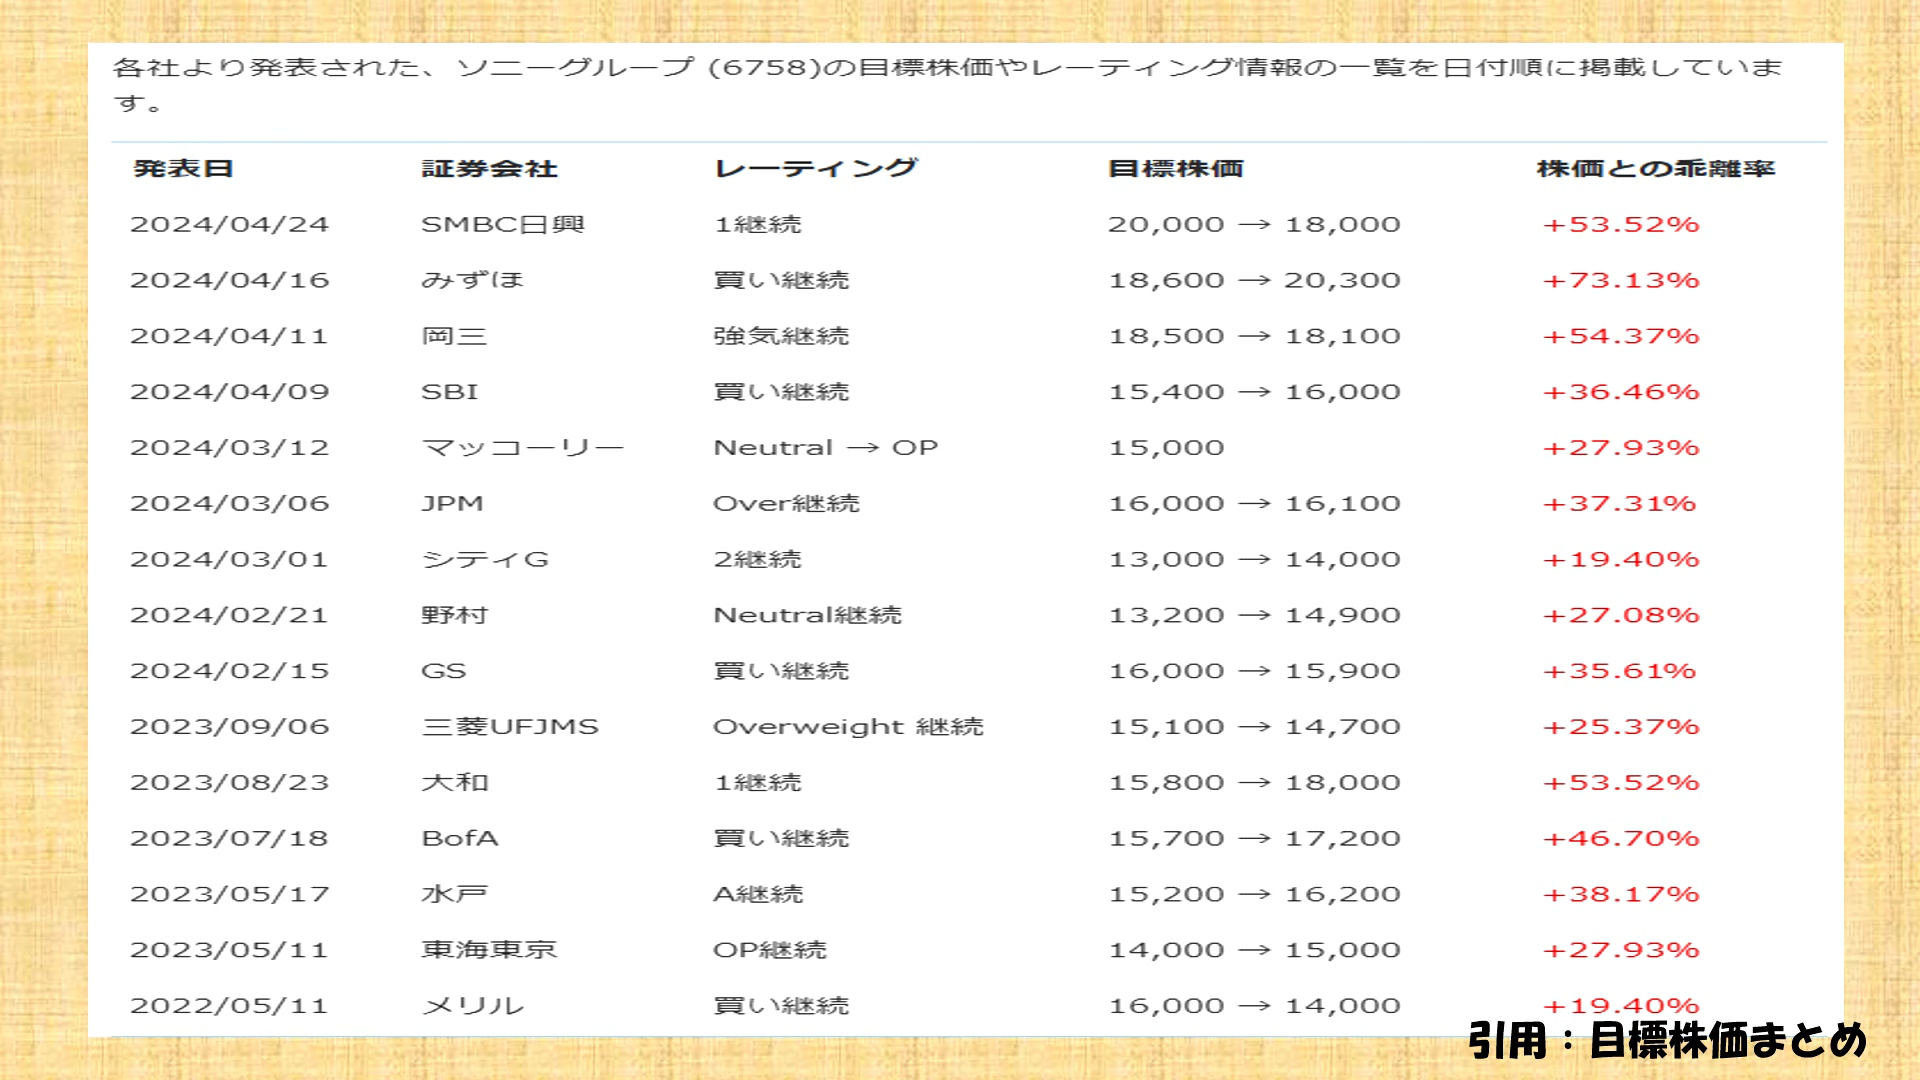 各社より発表された、ソニーグループ (6758)の目標株価やレーティング情報の一覧を日付順に掲載していま
す。
発表日 証券会社 レーティング 目標株価 株価との乖離率
2024/04/24 SMBC日興 1継続 20,000 → 18,000 +53.52%
2024/04/16 みずほ 買い継続 18,600 → 20,300 +73.13%
2024/04/11 岡三 強気継続 18,500 → 18,100 +54.37%
2024/04/09 SBI 買い継続 15,400 → 16,000 +36.46%
2024/03/12 マッコーリー Neutral → OP 15,000 +27.93%
2024/03/06 JPM Over継続 16,000 → 16,100 +37.31%
2024/03/01 シティG 2継続 13,000 → 14,000 +19.40%
2024/02/21 野村 Neutral継続 13,200 → 14,900 +27.08%
2024/02/15 GS 買い継続 16,000 → 15,900 +35.61%
2023/09/06 三菱UFJMS Overweight 継続 15,100 → 14,700 +25.37%
2023/08/23 大和 1継続 15,800 → 18,000 +53.52%
2023/07/18 BofA 買い継続 15,700 → 17,200 +46.70%
2023/05/17 水戸 A継続 15,200 → 16,200 +38.17%
2023/05/11 東海東京 OP継続 14,000 → 15,000 +27.93%
2022/05/11 メリル 買い継続 16,000 → 14,000 +19.40%
引用：目標株価まとめ